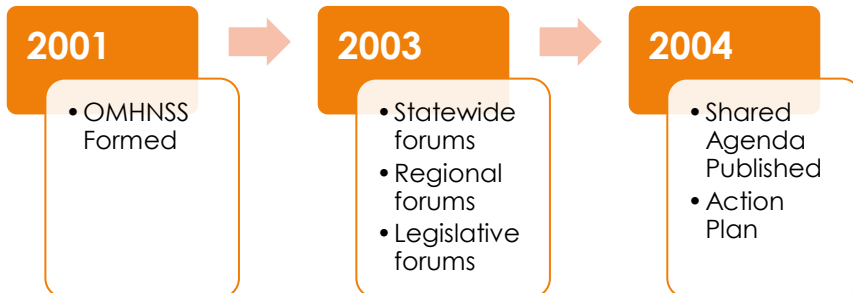 2001
• OMHNSS
Formed
2003
• Statewide
forums
• Regional
forums
• Legislative
forums
2004
• Shared
Agenda
Published
• Action
Plan